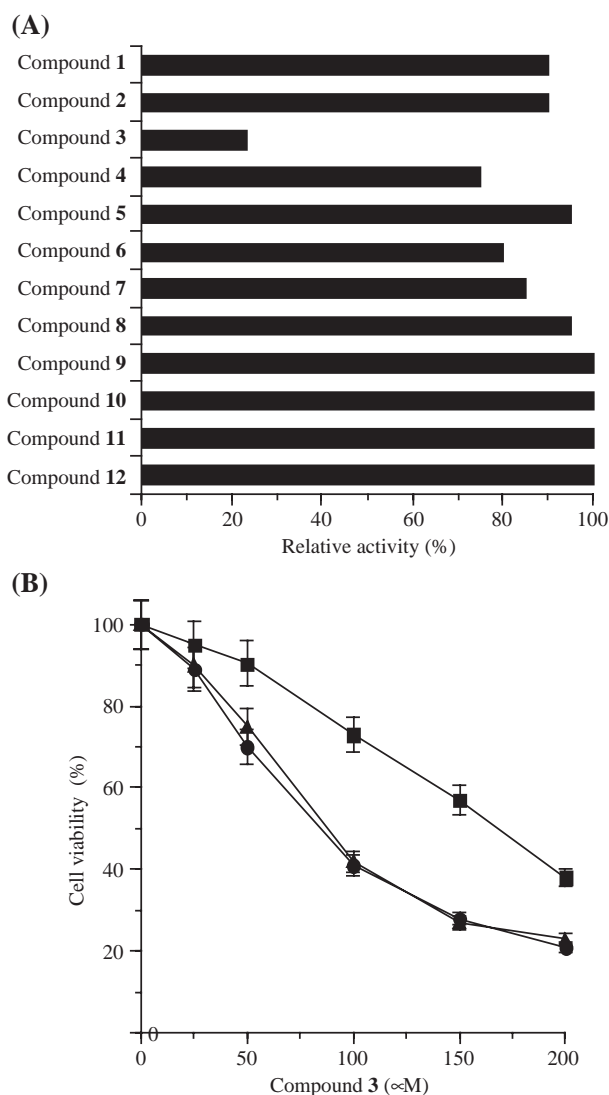 (A)
Compound 1
Compound 2
Compound 3
Compound 4
Compound 5
Compound 6
Compound 7
Compound 8
Compound 9
Compound 10
Compound 11
Compound 12
0 20 40 60 80 100
Relative activity (%)
(B)
100
80
60
40
20
0
Cell viability (%)
0 50 100 150 200
Compound 3 (∝M)